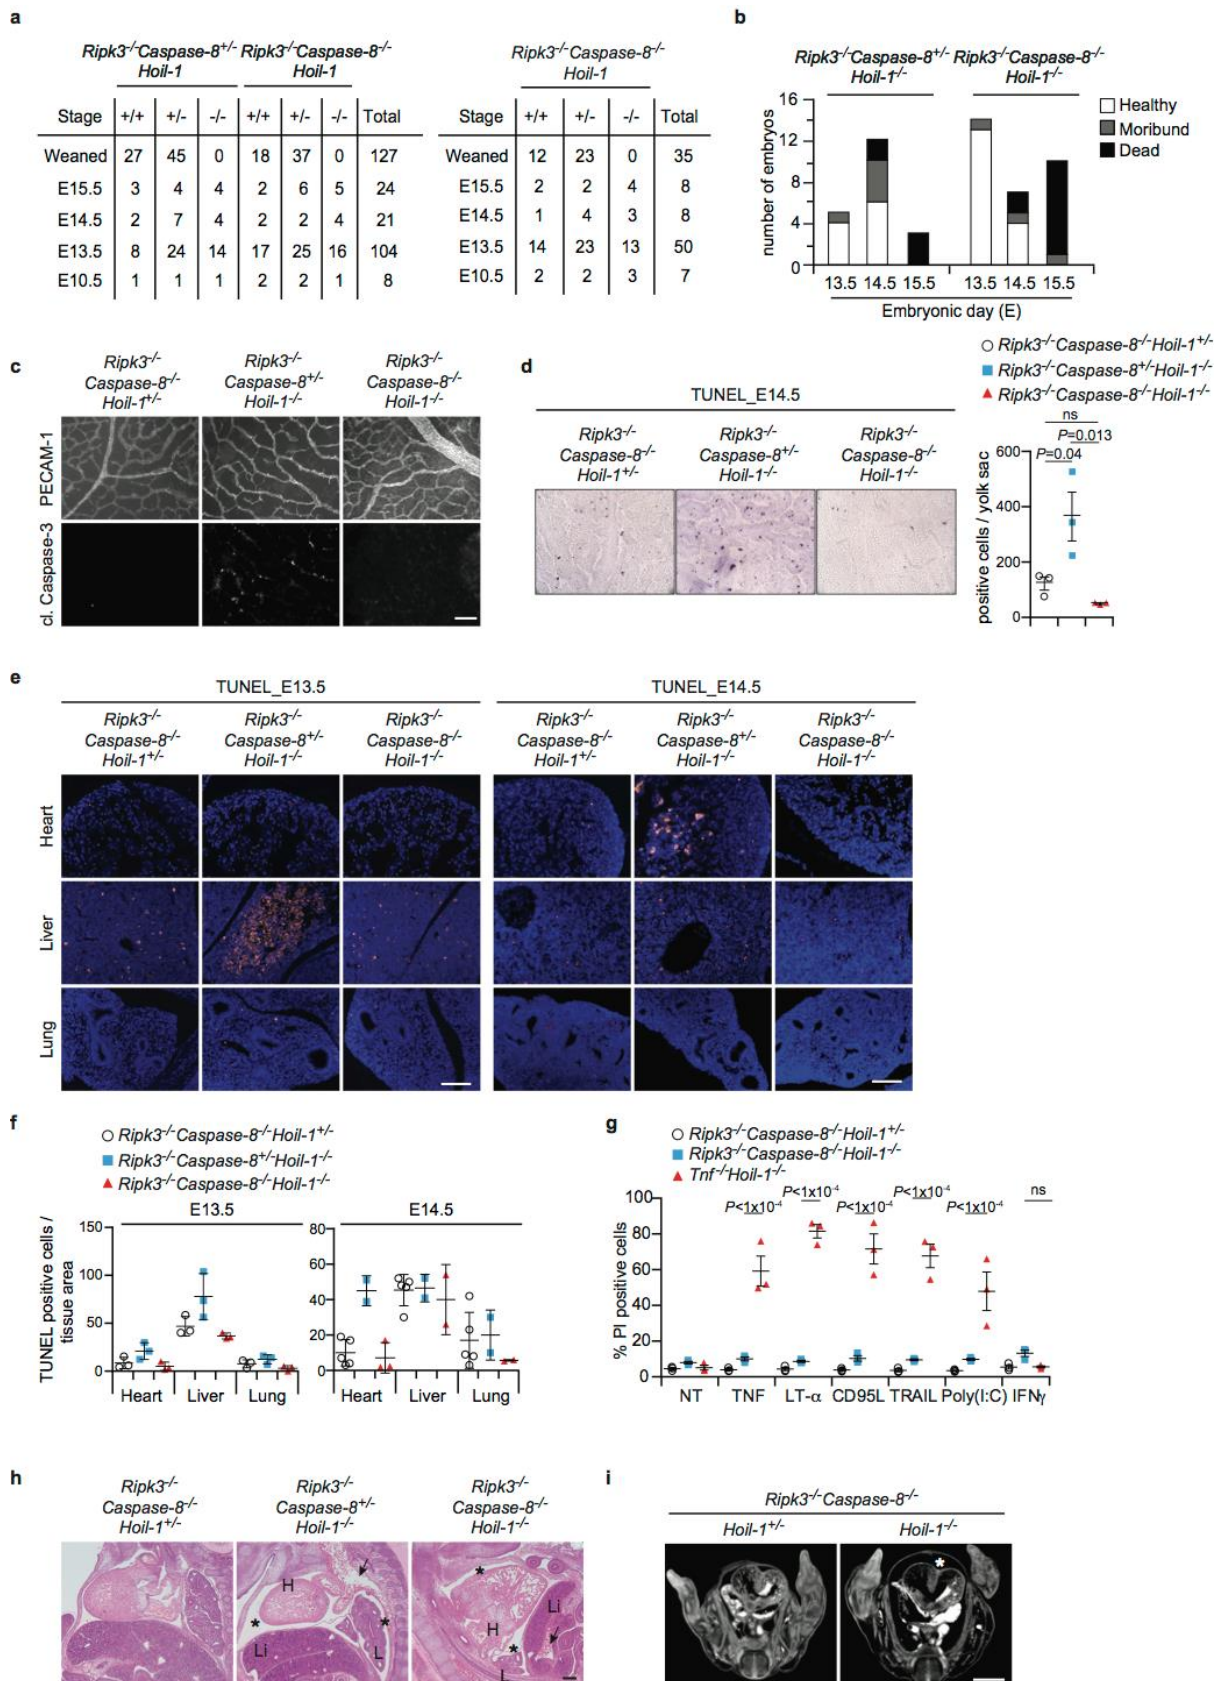 a
Ripk3-/-Caspase-8+/- Ripk3-/-Caspase-8-/-
Hoil-1 Hoil-1
Stage +/+ +/- -/- +/+ +/- -/- Total
Weaned 27 45 0 18 37 0 127
E15.5 3 4 4 2 6 5 24
E14.5 2 7 4 2 2 4 21
E13.5 8 24 14 17 25 16 104
E10.5 1 1 1 2 2 1 8
Ripk3-/-Caspase-8-/-
Hoil-1
Stage +/+ +/- -/- Total
Weaned 12 23 0 35
E15.5 2 2 4 8
E14.5 1 4 3 8
E13.5 14 23 13 50
E10.5 2 2 3 7
b
Ripk3-/-Caspase-8+/- Ripk3-/-Caspase-8-/-
Hoil-1-/- Hoil-1-/-
Healthy
Moribund
Dead
number of embryos
16
12
8
4
0
13.5 14.5 15.5 13.5 14.5 15.5
Embryonic day (E)
c
Ripk3-/- Ripk3-/- Ripk3-/-
Caspase-8-/- Caspase-8+/- Caspase-8-/-
Hoil-1+/- Hoil-1-/- Hoil-1-/-
PECAM-1
cl. Caspase-3
d
TUNEL_E14.5
Ripk3-/- Ripk3-/- Ripk3-/-
Caspase-8-/- Caspase-8+/- Caspase-8-/-
Hoil-1+/- Hoil-1-/- Hoil-1-/-
Ripk3-/-Caspase-8-/-Hoil-1+/-
Ripk3-/-Caspase-8+/-Hoil-1-/-
Ripk3-/-Caspase-8-/-Hoil-1-/-
ns
P=0.013
P=0.04
positive cells / yolk sac
600
400
200
0
e
TUNEL_E13.5 TUNEL_E14.5
Ripk3-/- Ripk3-/- Ripk3-/- Ripk3-/- Ripk3-/- Ripk3-/-
Caspase-8-/- Caspase-8+/- Caspase-8-/- Caspase-8-/- Caspase-8+/- Caspase-8-/-
Hoil-1+/- Hoil-1-/- Hoil-1-/- Hoil-1+/- Hoil-1-/- Hoil-1-/-
Heart
Liver
Lung
f
Ripk3-/-Caspase-8-/-Hoil-1+/-
Ripk3-/-Caspase-8+/-Hoil-1-/-
Ripk3-/-Caspase-8-/-Hoil-1-/-
E13.5 E14.5
TUNEL positive cells /
tissue area
150
100
50
0
80
60
40
20
0
Heart Liver Lung Heart Liver Lung
g
Ripk3-/-Caspase-8-/-Hoil-1+/-
Ripk3-/-Caspase-8-/-Hoil-1-/-
Tnf-/-Hoil-1-/-
P<1x10-4 P<1x10-4 P<1x10-4 P<1x10-4 P<1x10-4 ns
% PI positive cells
100
80
60
40
20
0
NT TNF LT-α CD95L TRAIL Poly(I:C) IFNγ
h
Ripk3-/- Ripk3-/- Ripk3-/-
Caspase-8-/- Caspase-8+/- Caspase-8-/-
Hoil-1+/- Hoil-1-/- Hoil-1-/-
H
*
*
Li
L
*
H
Li
*
L
i
Ripk3-/-Caspase-8-/-
Hoil-1+/- Hoil-1-/-
*